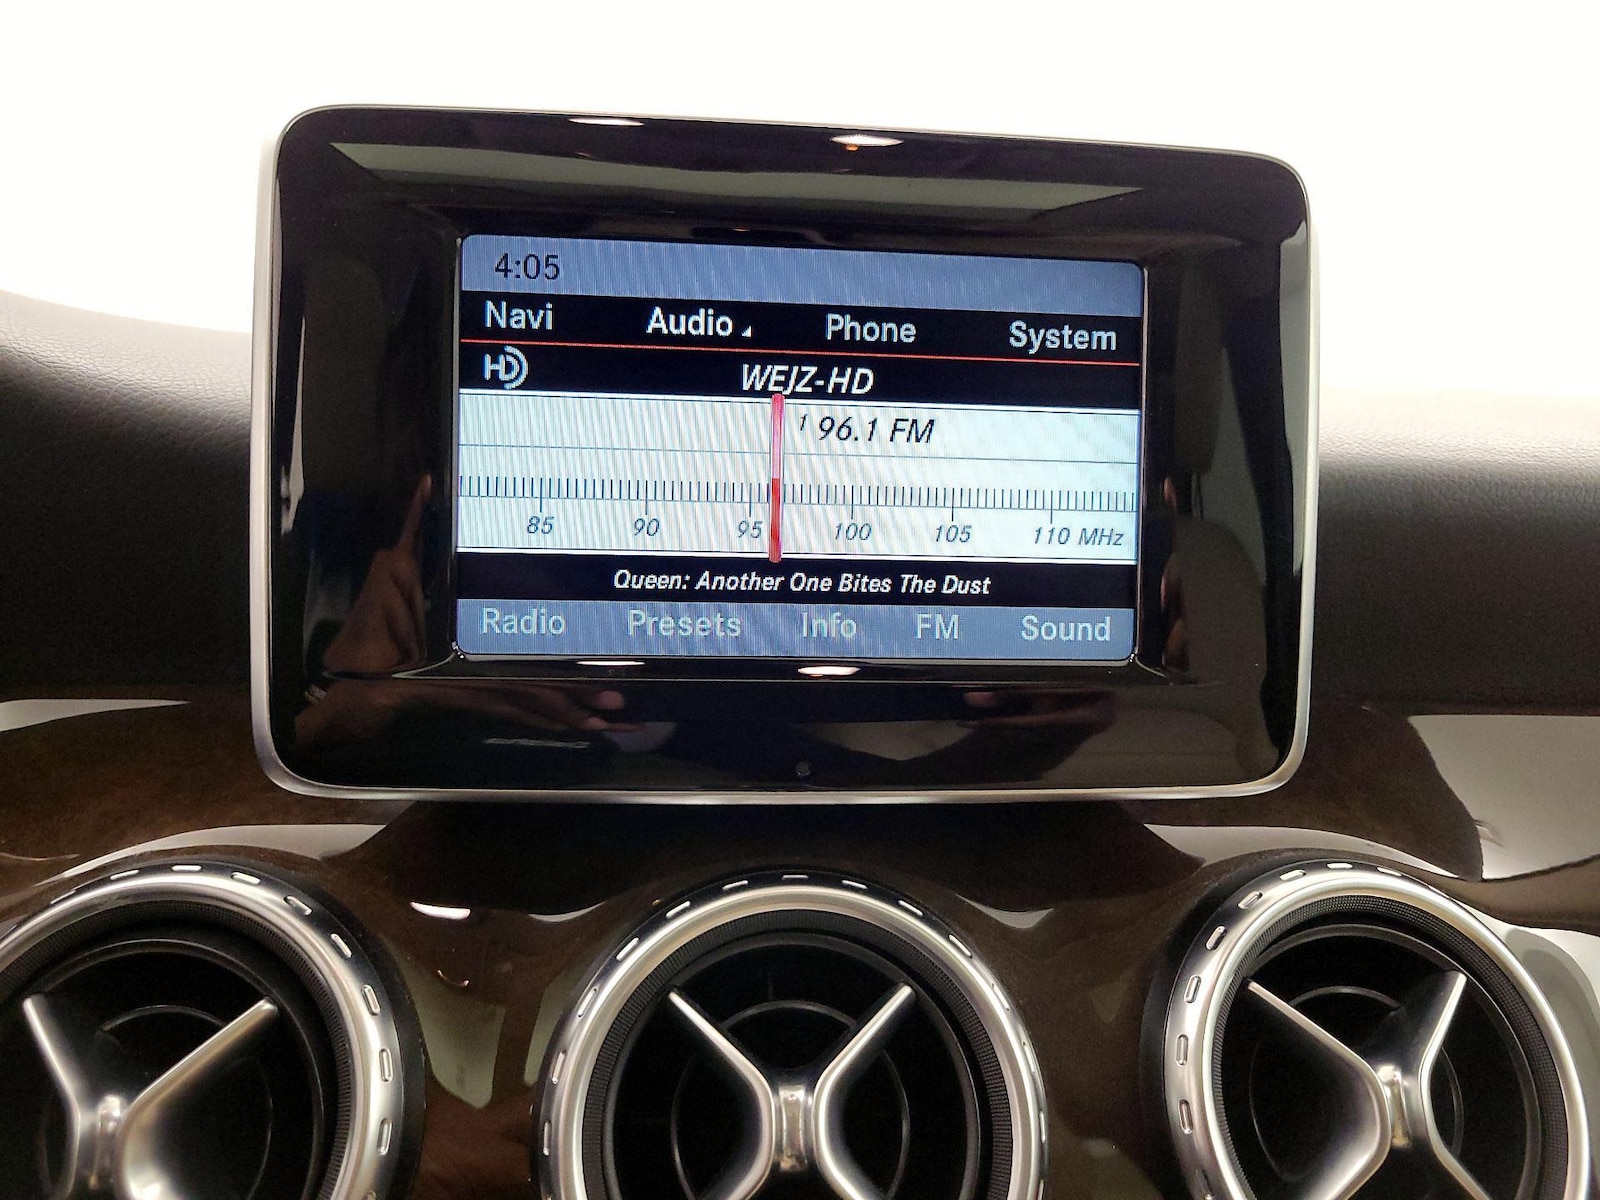 4:05
Navi Audio Phone System
HD WEJZ-HD
1 96.1 FM
85 90 95 100 105 110 MHz
Queen: Another One Bites The Dust
Radio Presets Info FM Sound